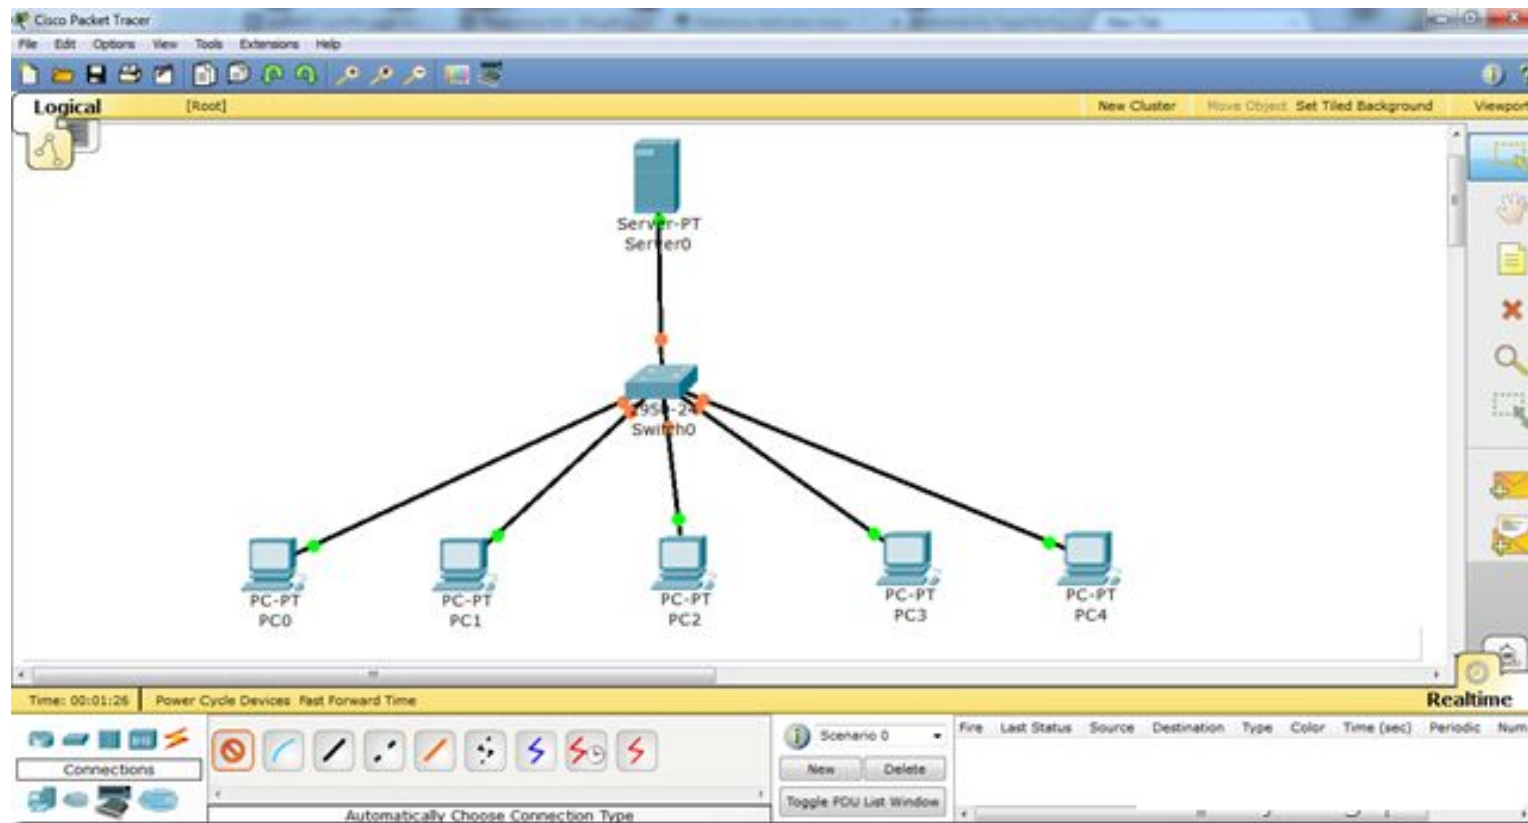 Cisco Packet Tracer
File Edit Options View Tools Extensions Help
Logical [Root] New Cluster Move Object Set Tiled Background Viewport
Server-PT
Server0
2950-24
Switch0
PC-PT PC-PT PC-PT PC-PT PC-PT
PC0 PC1 PC2 PC3 PC4
Time: 00:01:26 Power Cycle Devices Fast Forward Time Realtime
Fire Last Status Source Destination Type Color Time (sec) Periodic Num
Scenario 0
Connections New Delete
Toggle PDU List Window
Automatically Choose Connection Type